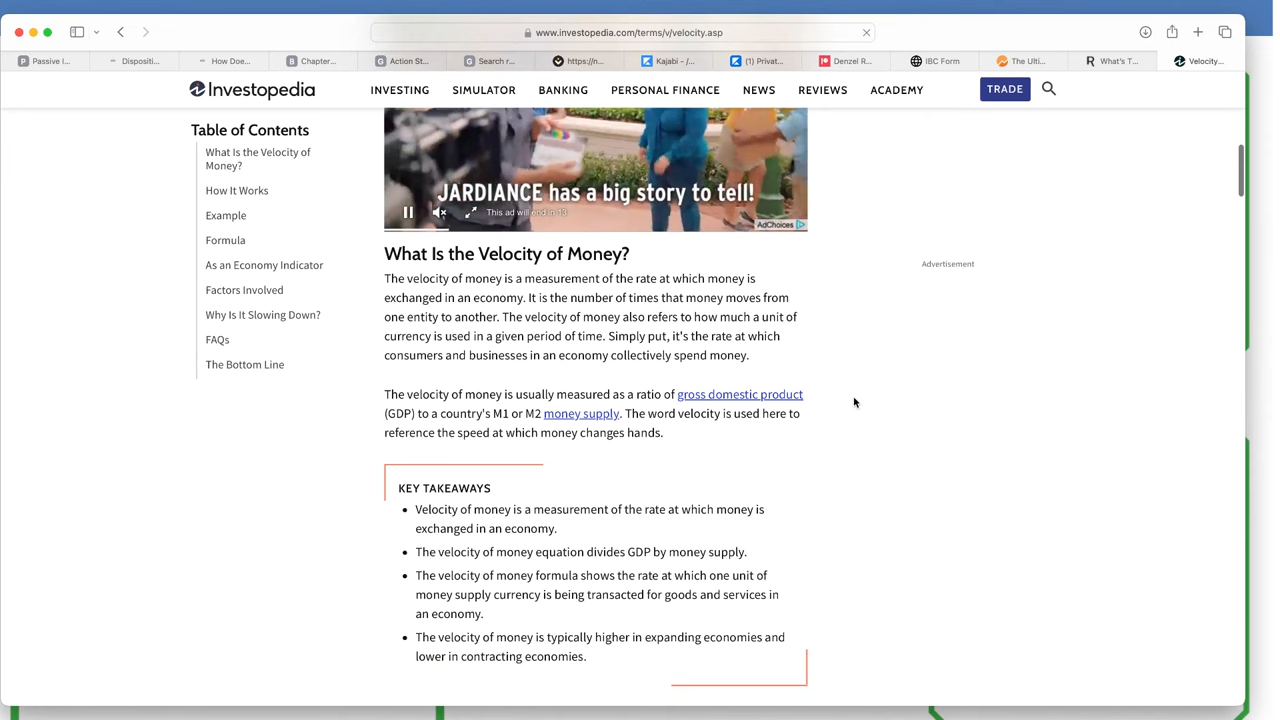 www.investopedia.com/terms/v/velocity.asp
Passive I...
Dispositi...
How Doe...
Chapter...
Action St...
Search r...
https://n...
Kajabi - /...
(1) Privat...
Denzel R...
IBC Form
The Ulti...
What's T...
Velocity...
Investopedia
INVESTING
SIMULATOR
BANKING
PERSONAL FINANCE
NEWS
REVIEWS
ACADEMY
TRADE
Table of Contents
What Is the Velocity of
Money?
How It Works
Example
Formula
As an Economy Indicator
Factors Involved
Why Is It Slowing Down?
FAQs
The Bottom Line
JARDIANCE has a big story to tell!
This ad will end in 13
AdChoices
What Is the Velocity of Money?
The velocity of money is a measurement of the rate at which money is
exchanged in an economy. It is the number of times that money moves from
one entity to another. The velocity of money also refers to how much a unit of
currency is used in a given period of time. Simply put, it's the rate at which
consumers and businesses in an economy collectively spend money.
The velocity of money is usually measured as a ratio of gross domestic product
(GDP) to a country's M1 or M2 money supply. The word velocity is used here to
reference the speed at which money changes hands.
KEY TAKEAWAYS
• Velocity of money is a measurement of the rate at which money is
exchanged in an economy.
• The velocity of money equation divides GDP by money supply.
• The velocity of money formula shows the rate at which one unit of
money supply currency is being transacted for goods and services in
an economy.
• The velocity of money is typically higher in expanding economies and
lower in contracting economies.
Advertisement